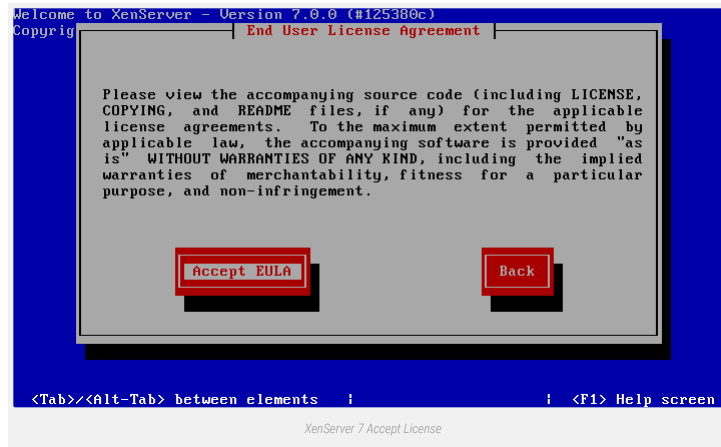 Welcome to XenServer - Version 7.0.0 (#125380c)
Copyrig
End User License Agreement
Please view the accompanying source code (including LICENSE,
COPYING, and README files, if any) for the applicable
license agreements. To the maximum extent permitted by
applicable law, the accompanying software is provided "as
is" WITHOUT WARRANTIES OF ANY KIND, including the implied
warranties of merchantability, fitness for a particular
purpose, and non-infringement.
Accept EULA
Back
<Tab>/<Alt-Tab> between elements | | <F1> Help screen
XenServer 7 Accept License